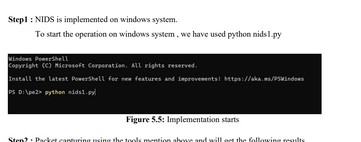 Step1 : NIDS is implemented on windows system.
To start the operation on windows system , we have used python nids1.py
Windows PowerShell
Copyright (C) Microsoft Corporation. All rights reserved.
Install the latest PowerShell for new features and improvements! https://aka.ms/PSWindows
PS D:\pe2> python nids1.py
Figure 5.5: Implementation starts
Step2 : Packet capturing using the tools mention above and will get the following results